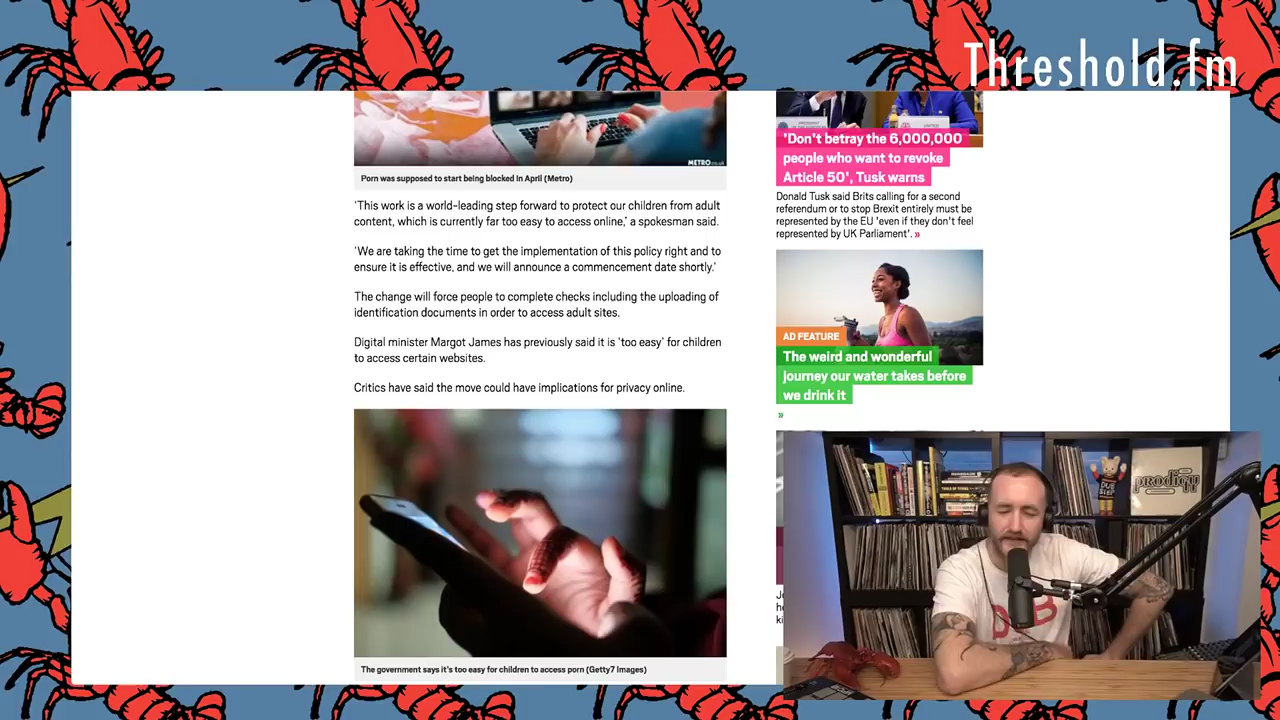 Threshold.fm
METRO.co.uk
Porn was supposed to start being blocked in April (Metro)
'This work is a world-leading step forward to protect our children from adult
content, which is currently far too easy to access online,' a spokesman said.
'We are taking the time to get the implementation of this policy right and to
ensure it is effective, and we will announce a commencement date shortly.'
The change will force people to complete checks including the uploading of
identification documents in order to access adult sites.
Digital minister Margot James has previously said it is 'too easy' for children
to access certain websites.
Critics have said the move could have implications for privacy online.
The government says it's too easy for children to access porn (Getty7 Images)
'Don't betray the 6,000,000
people who want to revoke
Article 50', Tusk warns
Donald Tusk said Brits calling for a second
referendum or to stop Brexit entirely must be
represented by the EU 'even if they don't feel
represented by UK Parliament'. »
AD FEATURE
The weird and wonderful
journey our water takes before
we drink it
»
prodigy